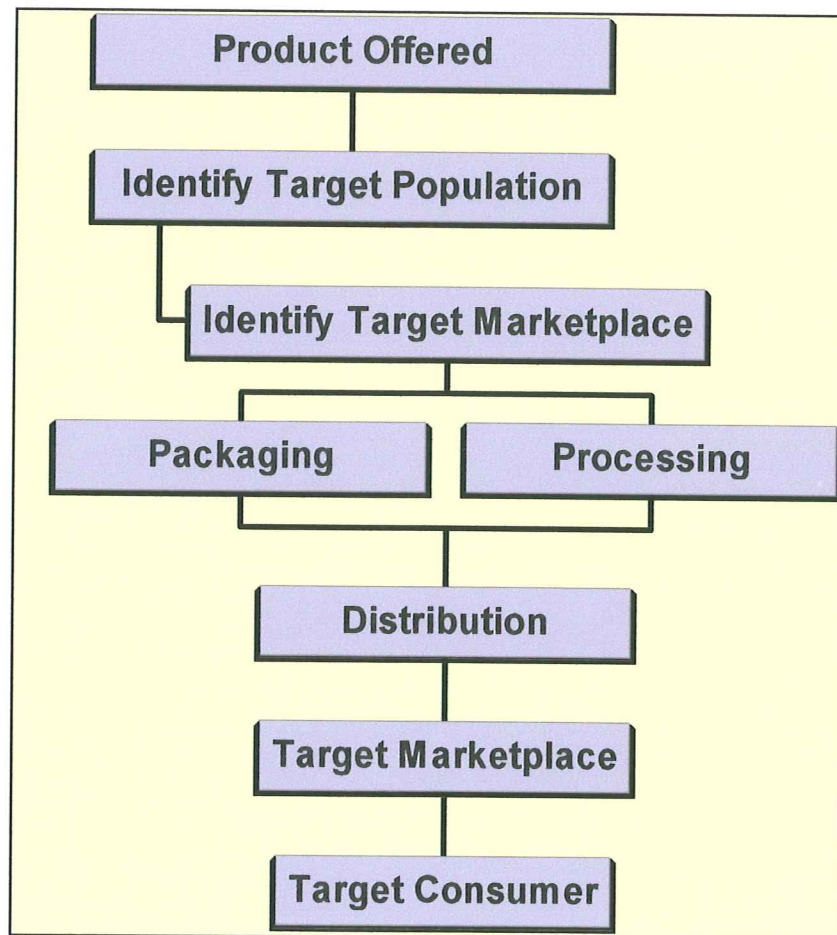 Product Offered
Identify Target Population
Identify Target Marketplace
Packaging
Processing
Distribution
Target Marketplace
Target Consumer